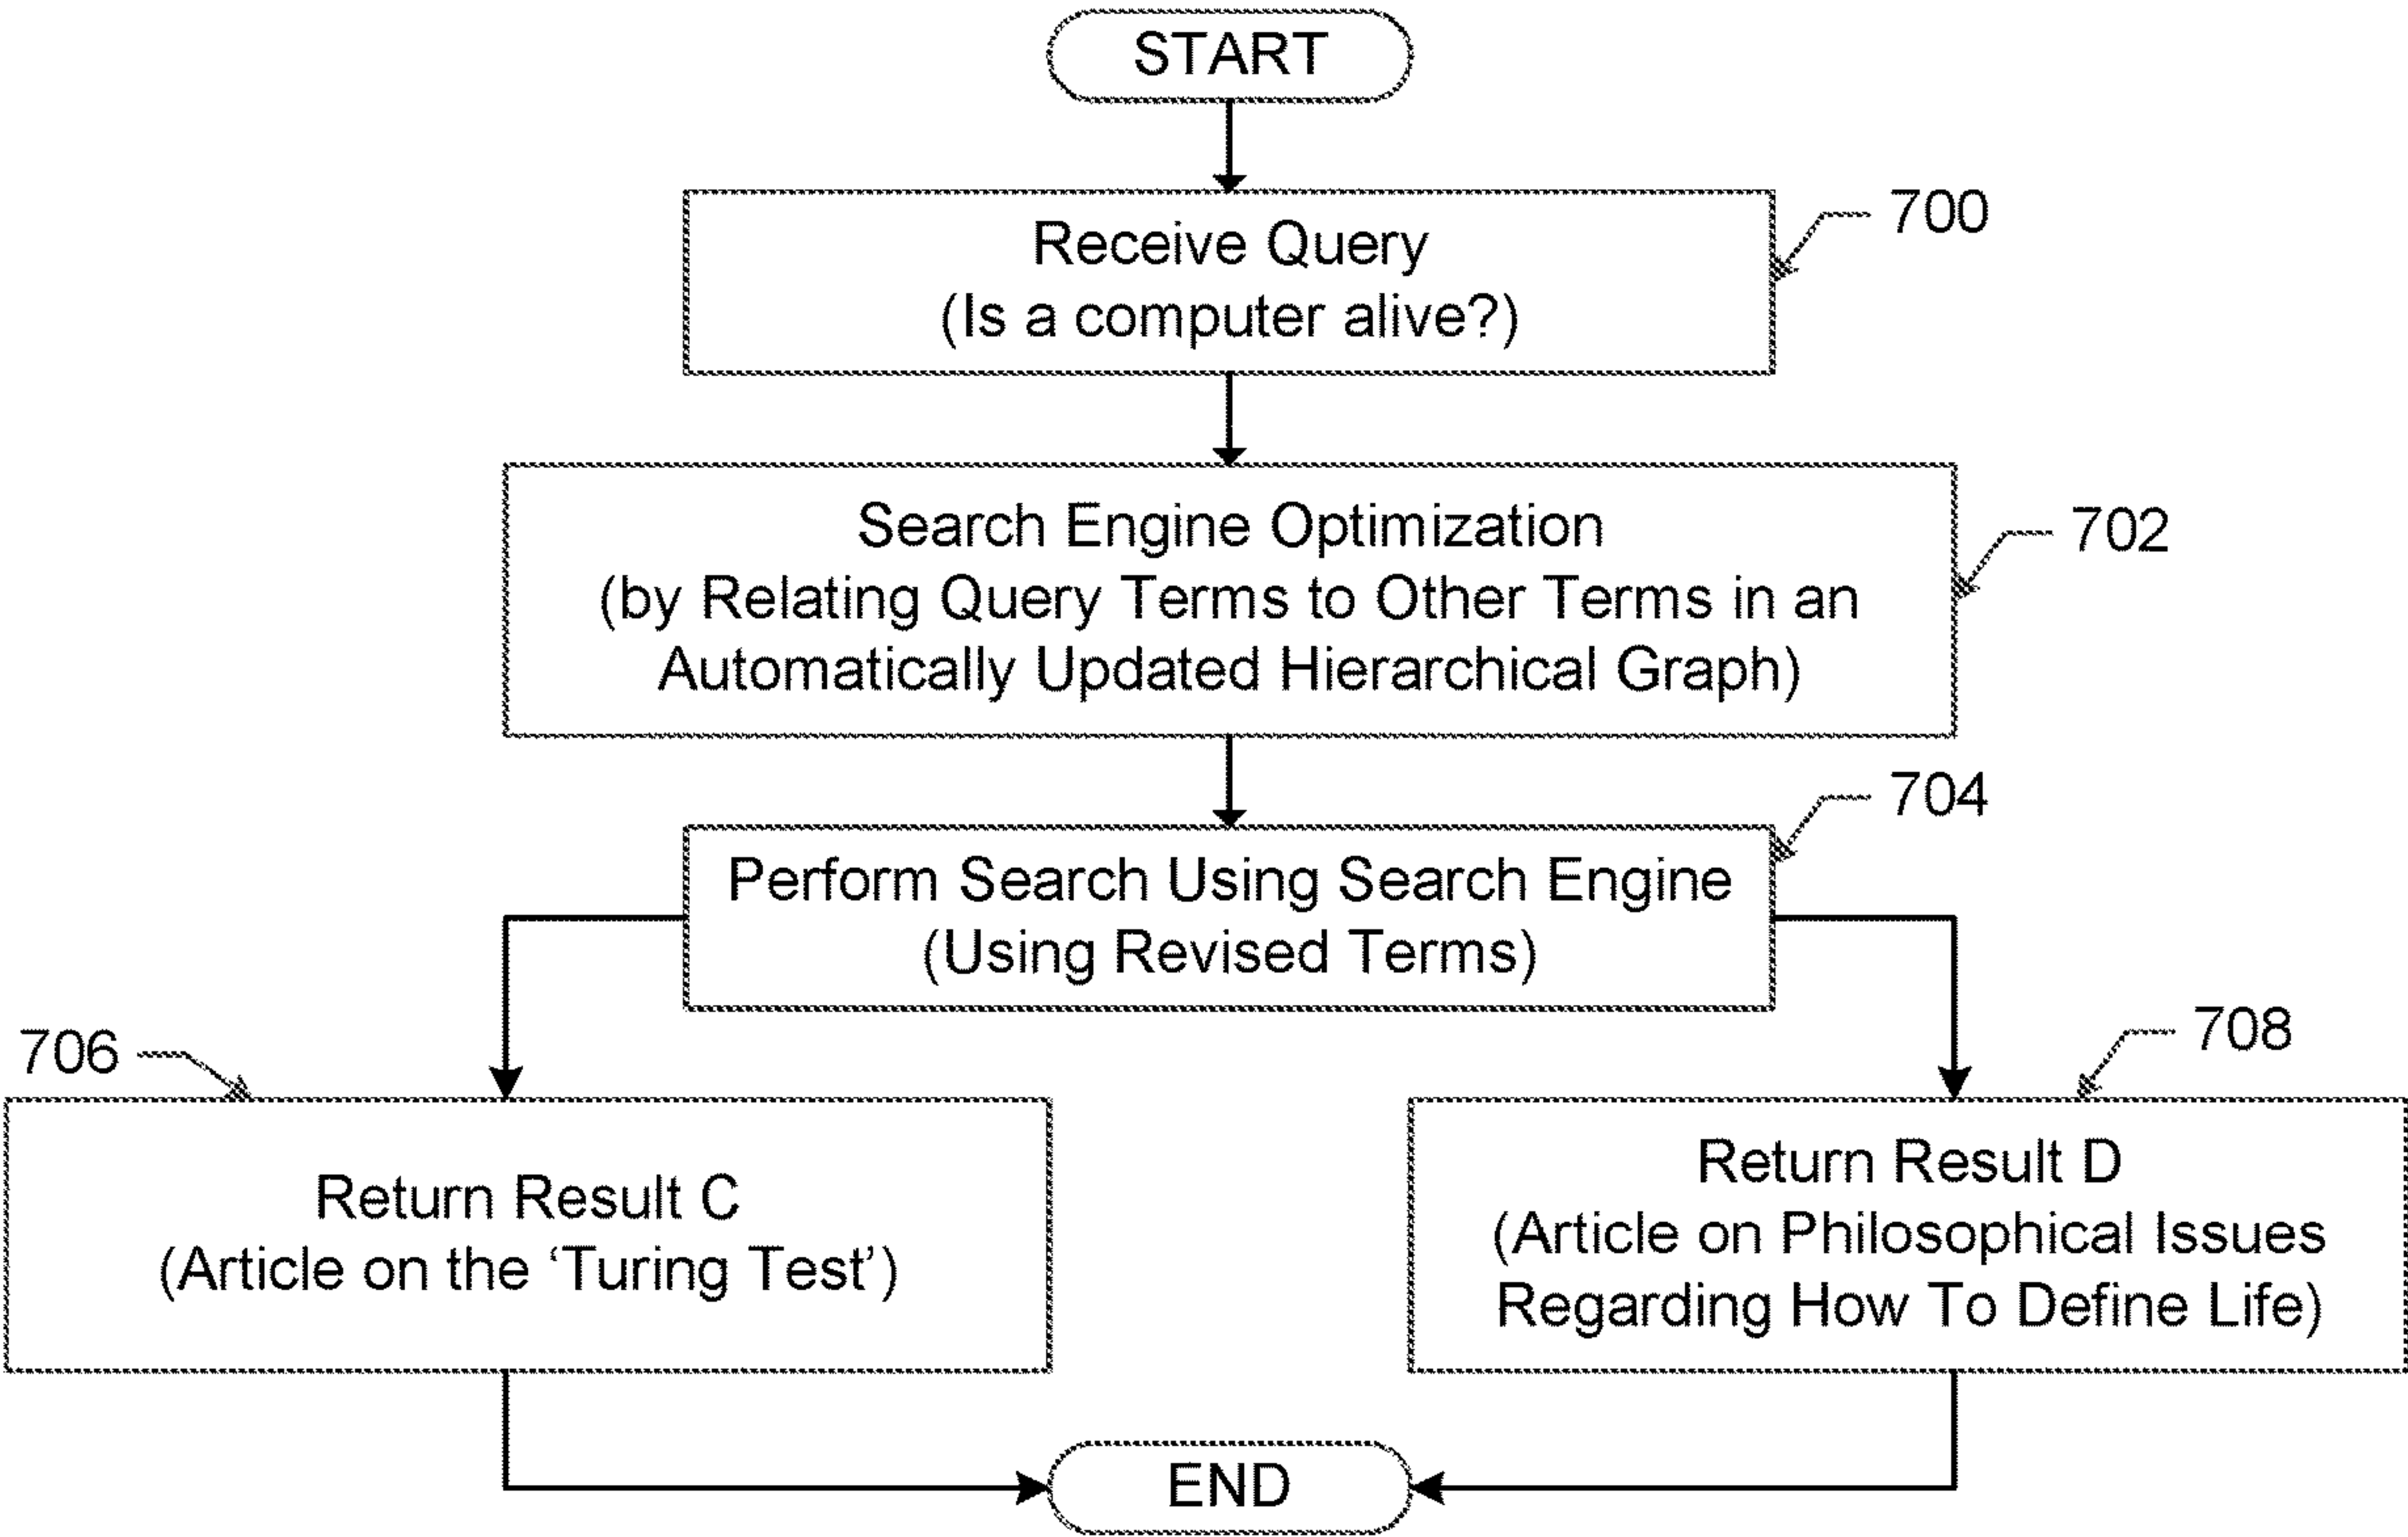 START
Receive Query
(Is a computer alive?)
700
Search Engine Optimization
(by Relating Query Terms to Other Terms in an
Automatically Updated Hierarchical Graph)
702
Perform Search Using Search Engine
(Using Revised Terms)
704
706
Return Result C
(Article on the ‘Turing Test’)
708
Return Result D
(Article on Philosophical Issues
Regarding How To Define Life)
END